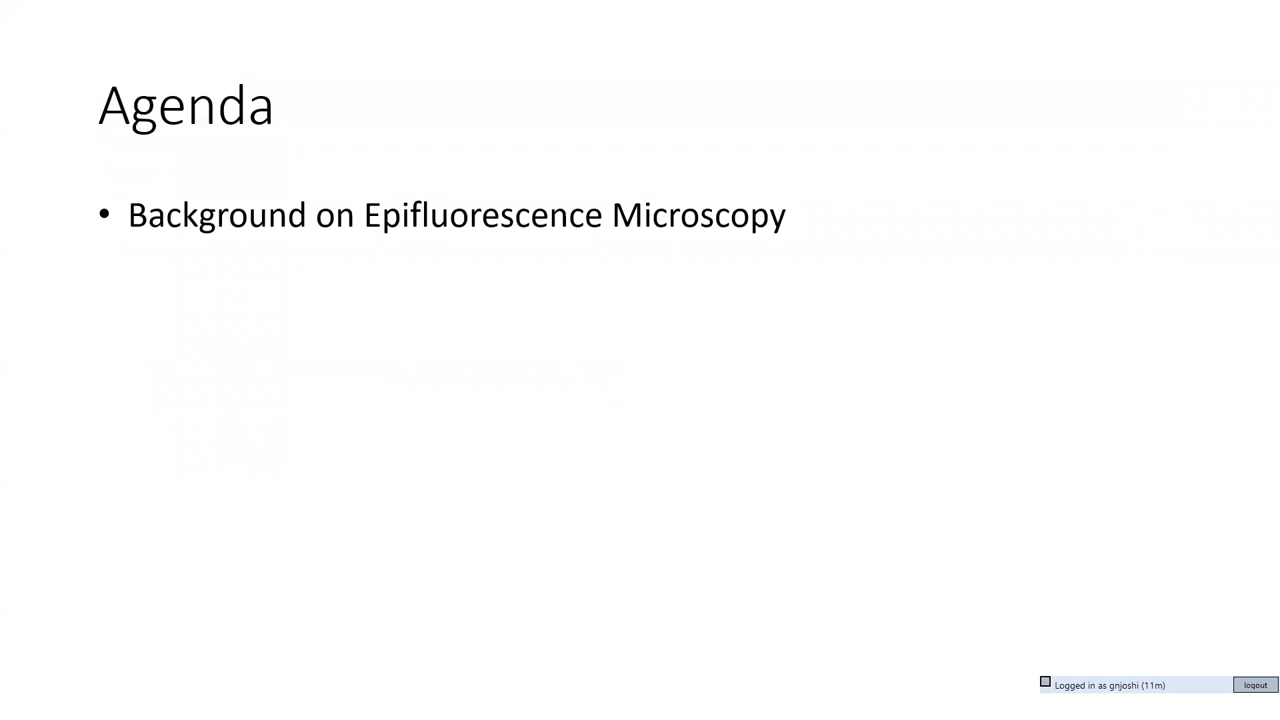 Agenda
• Background on Epifluorescence Microscopy
Logged in as gnjoshi (11m)
logout